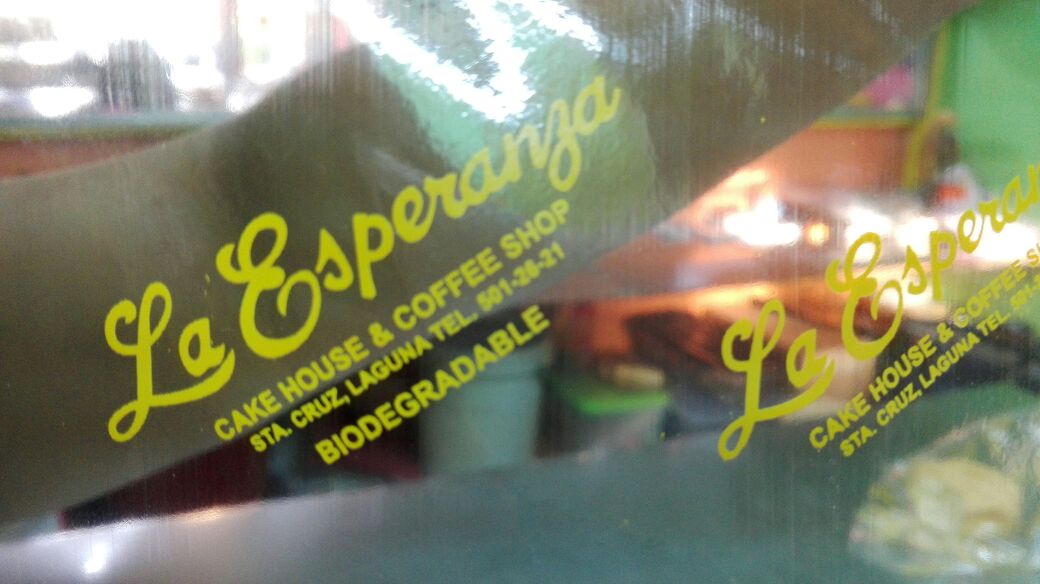 La Esperanza
CAKE HOUSE & COFFEE SHOP
STA. CRUZ, LAGUNA TEL. 501-28-21
BIODEGRADABLE
La Esperan
CAKE HOUSE & COFFEE
STA. CRUZ, LAGUNA TEL.